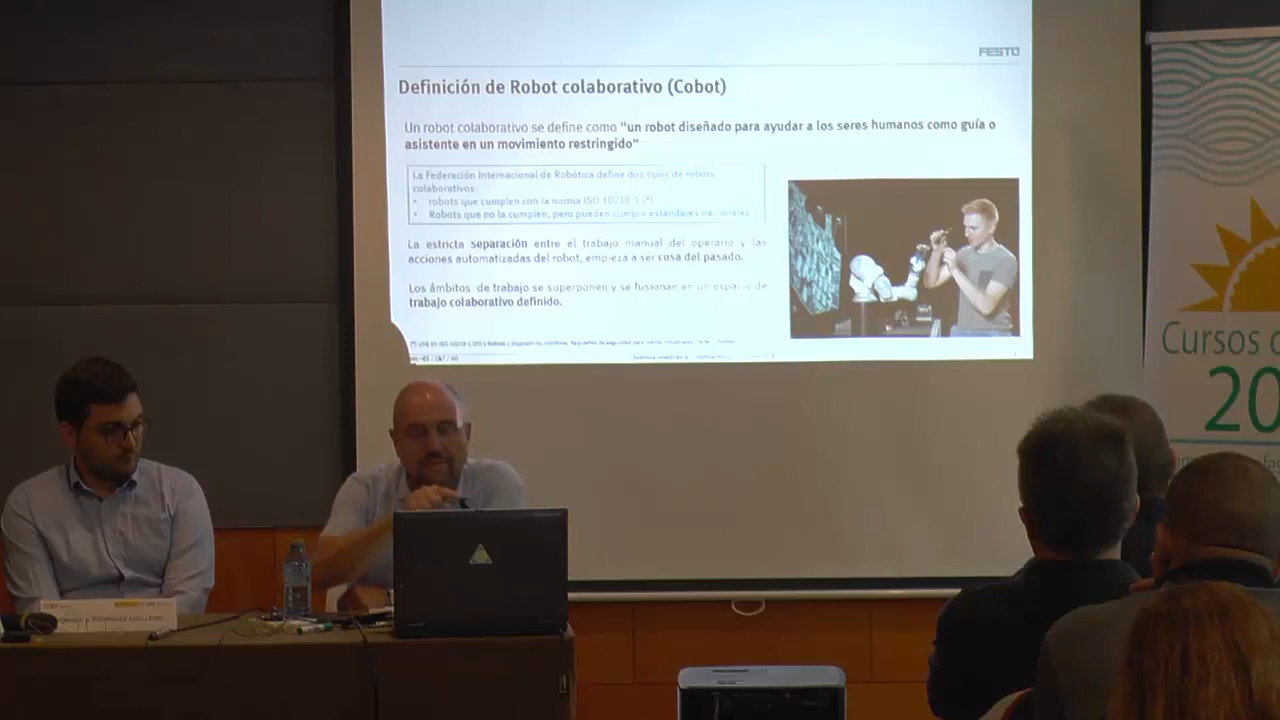 FESTO
Definición de Robot colaborativo (Cobot)
Un robot colaborativo se define como "un robot diseñado para ayudar a los seres humanos como guía o
asistente en un movimiento restringido"
La Federación Internacional de Robótica define dos tipos de robots
colaborativos:
• robots que cumplen con la norma ISO 10218-1 (*)
• Robots que no la cumplen, pero pueden cumplir estándares
La estricta separación entre el trabajo manual del operario y las
acciones automatizadas del robot, empieza a ser cosa del pasado.
Los ámbitos de trabajo se superponen y se fusionan en un espacio de
trabajo colaborativo definido.
Cursos
20